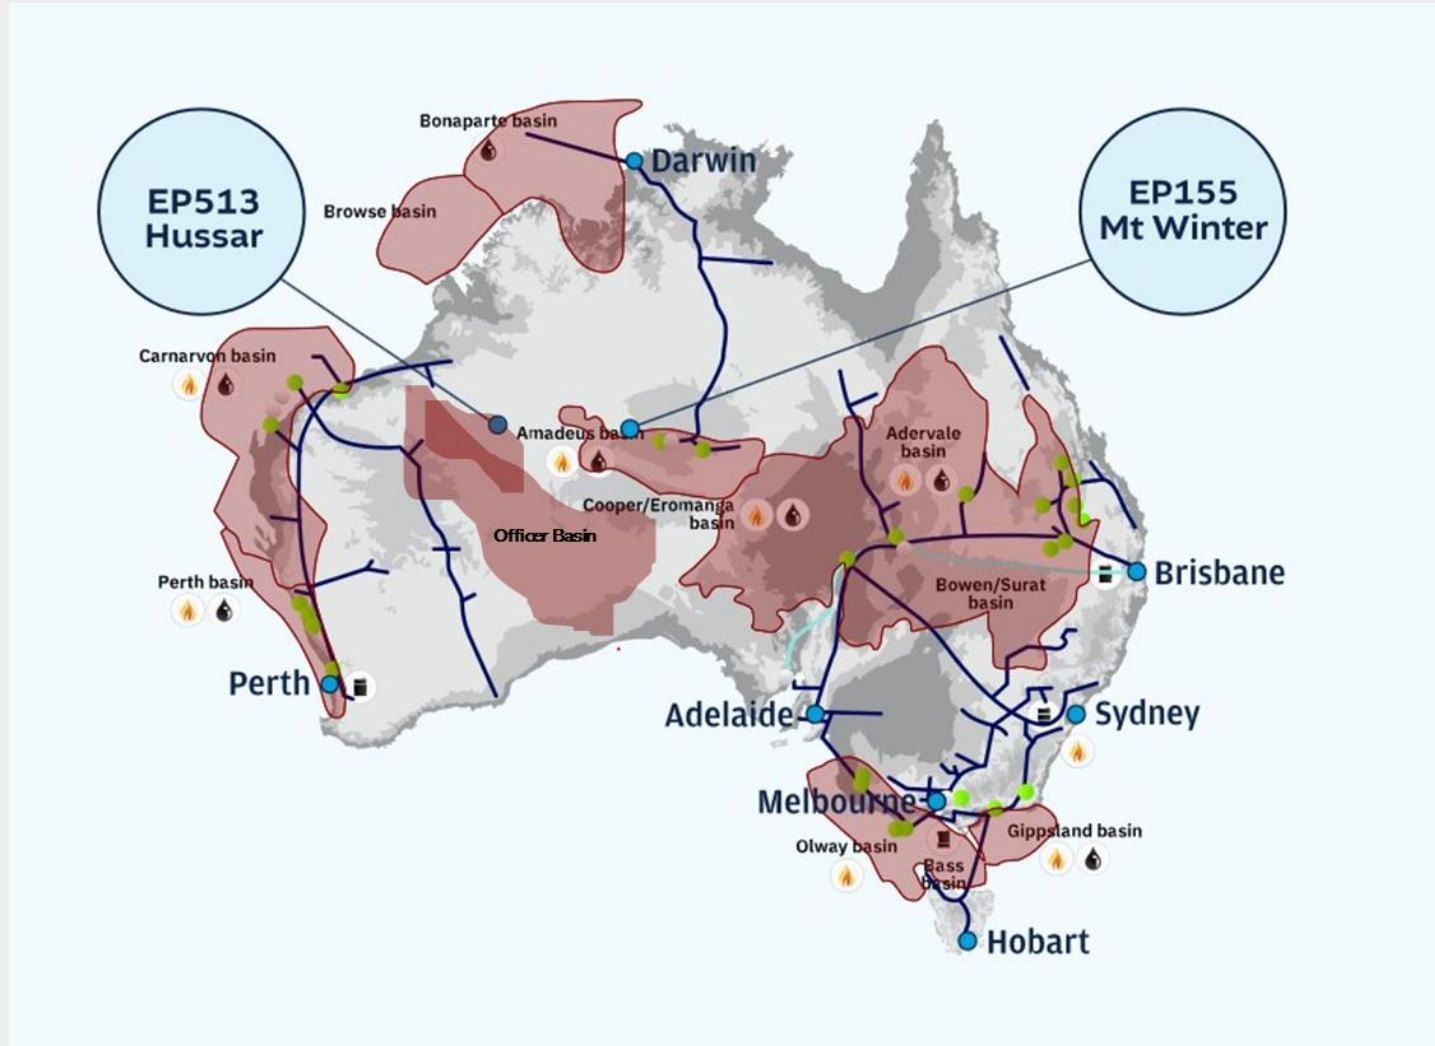 Bonaparte basin
Darwin
EP513
Hussar
EP155
Mt Winter
Browse basin
Carnarvon basin
Amadeus basin
Adervale
basin
Cooper/Eromanga
basin
Officer Basin
Perth basin
Bowen/Surat
basin
Brisbane
Perth
Adelaide
Sydney
Melbourne
Olway basin
Gippsland basin
Bass
basin
Hobart